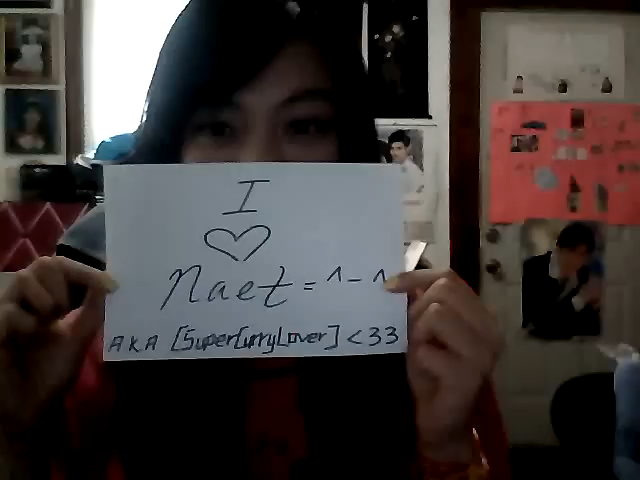 I
♡
Naet =^-^
AKA [SuperCurryLover] <33